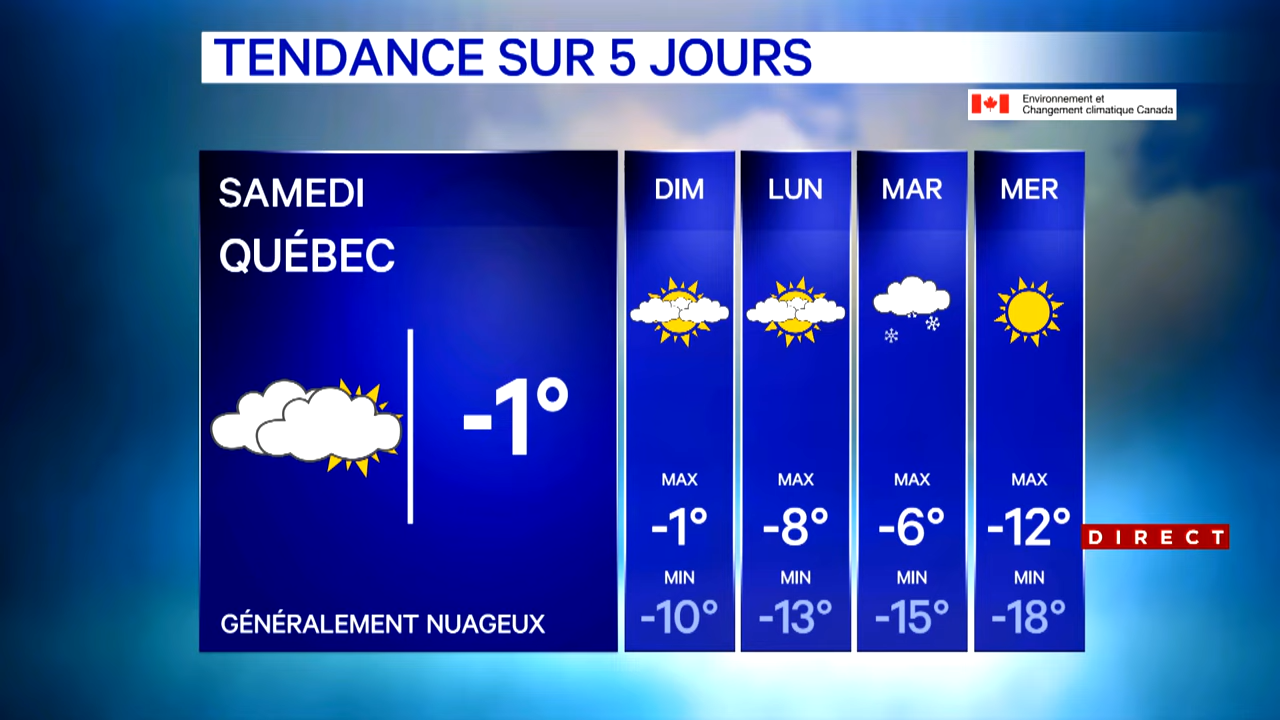 TENDANCE SUR 5 JOURS
Environnement et
Changement climatique Canada
SAMEDI
QUÉBEC
-1°
GÉNÉRALEMENT NUAGEUX
DIM
MAX
-1°
MIN
-10°
LUN
MAX
-8°
MIN
-13°
MAR
MAX
-6°
MIN
-15°
MER
MAX
-12°
MIN
-18°
DIRECT